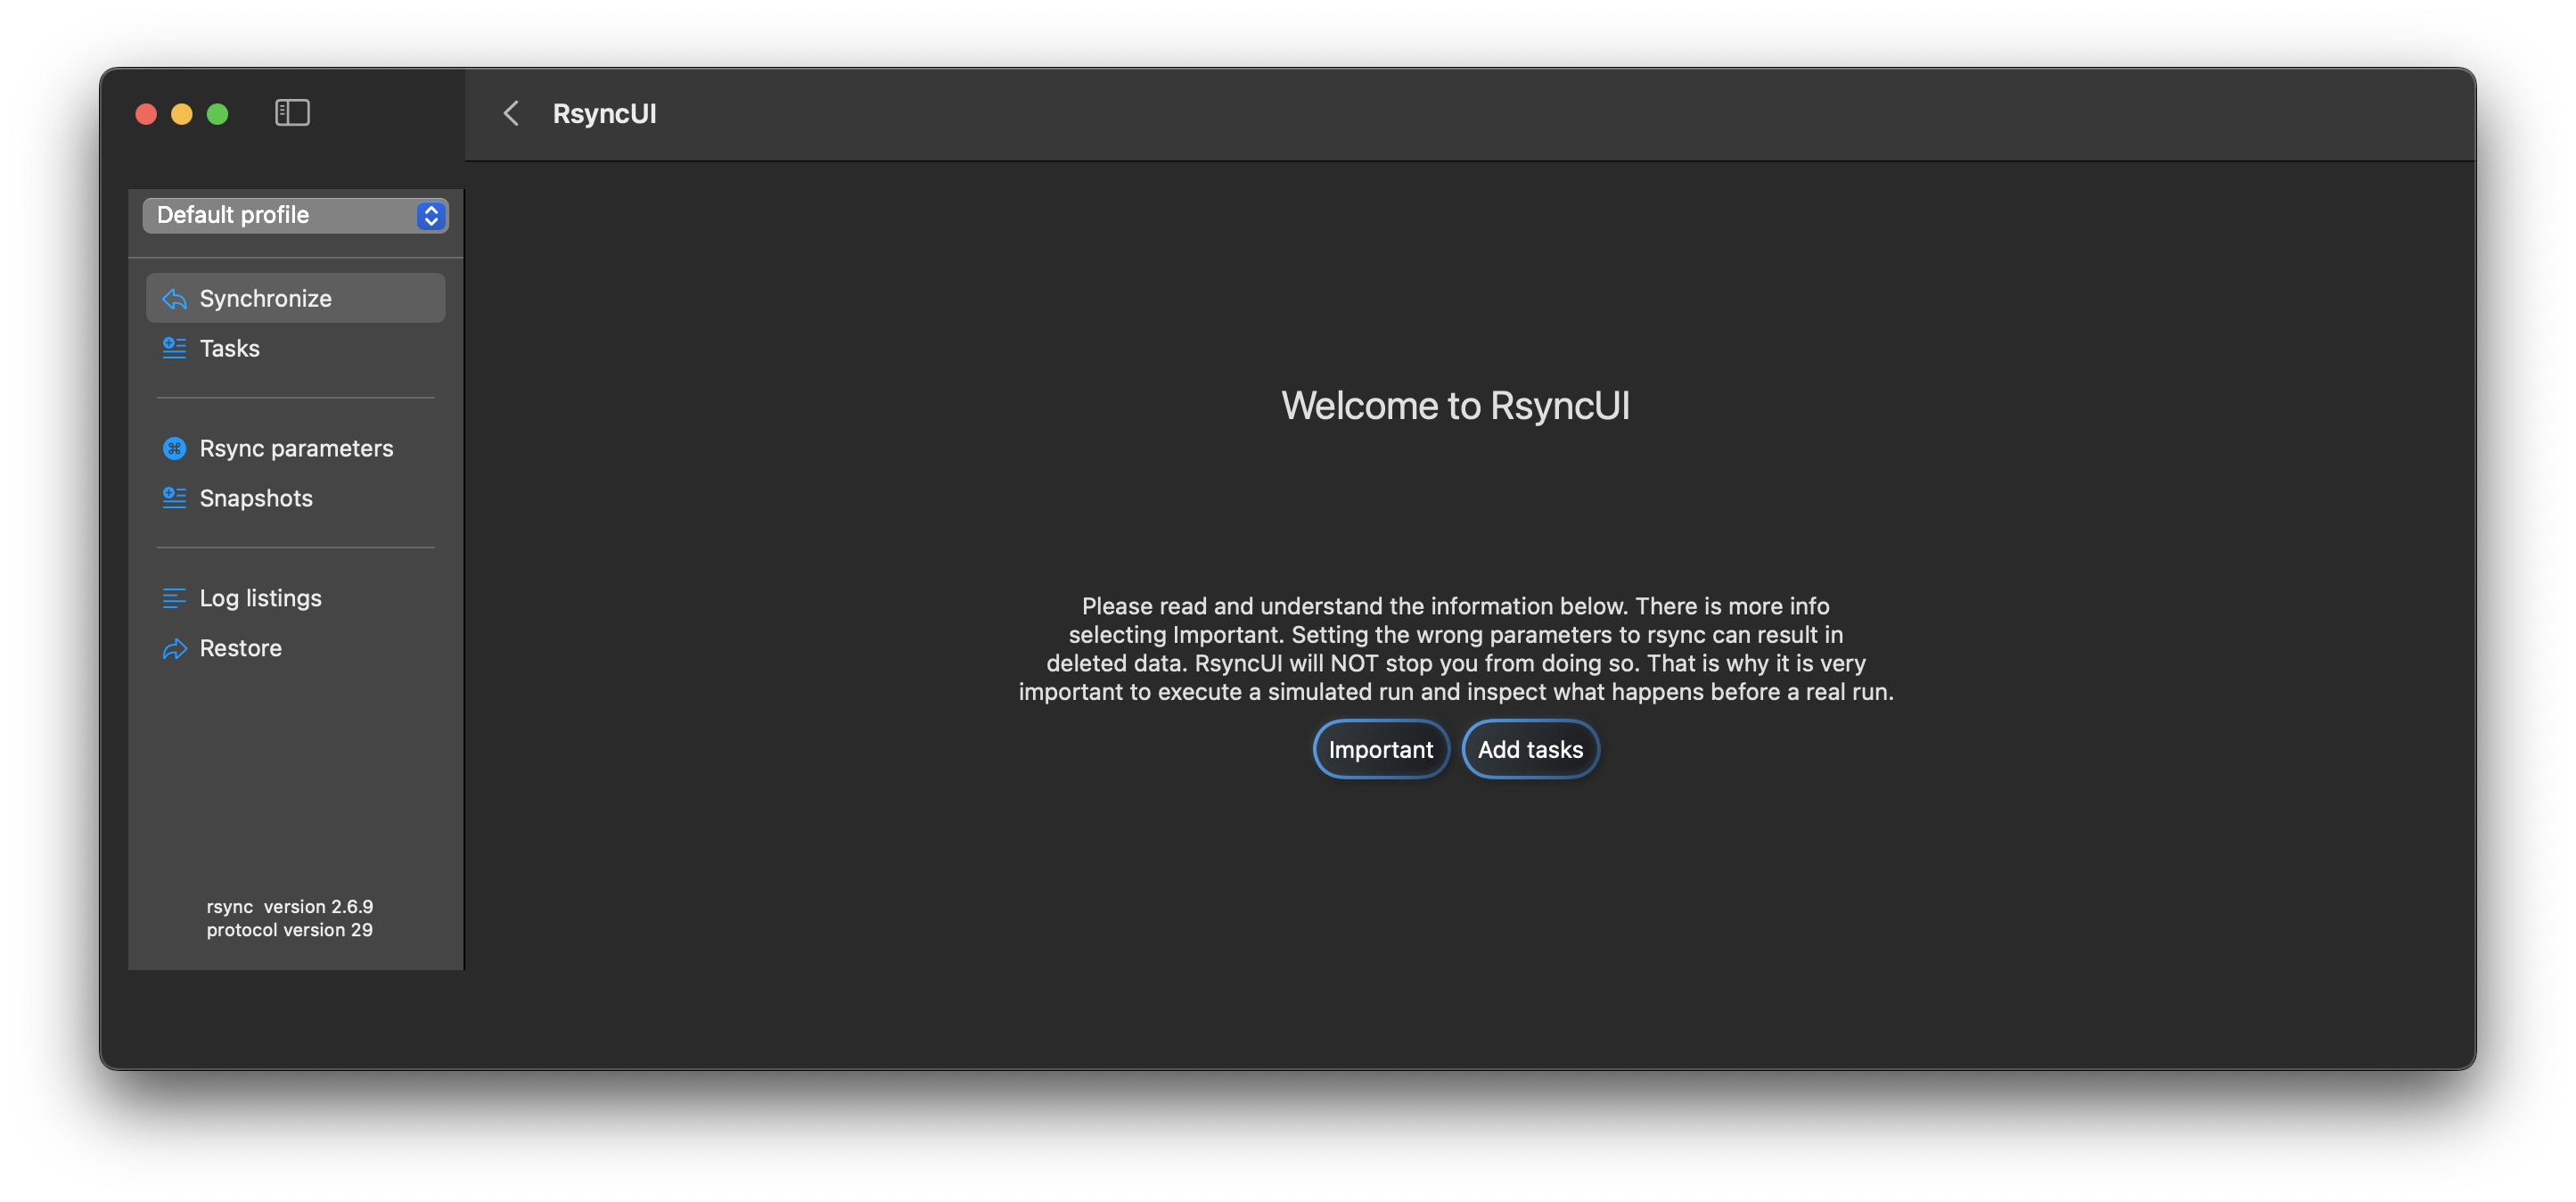 RsyncUI
Default profile
Synchronize
Tasks
Rsync parameters
Snapshots
Log listings
Restore
rsync  version 2.6.9
protocol version 29
Welcome to RsyncUI
Please read and understand the information below. There is more info
selecting Important. Setting the wrong parameters to rsync can result in
deleted data. RsyncUI will NOT stop you from doing so. That is why it is very
important to execute a simulated run and inspect what happens before a real run.
Important
Add tasks